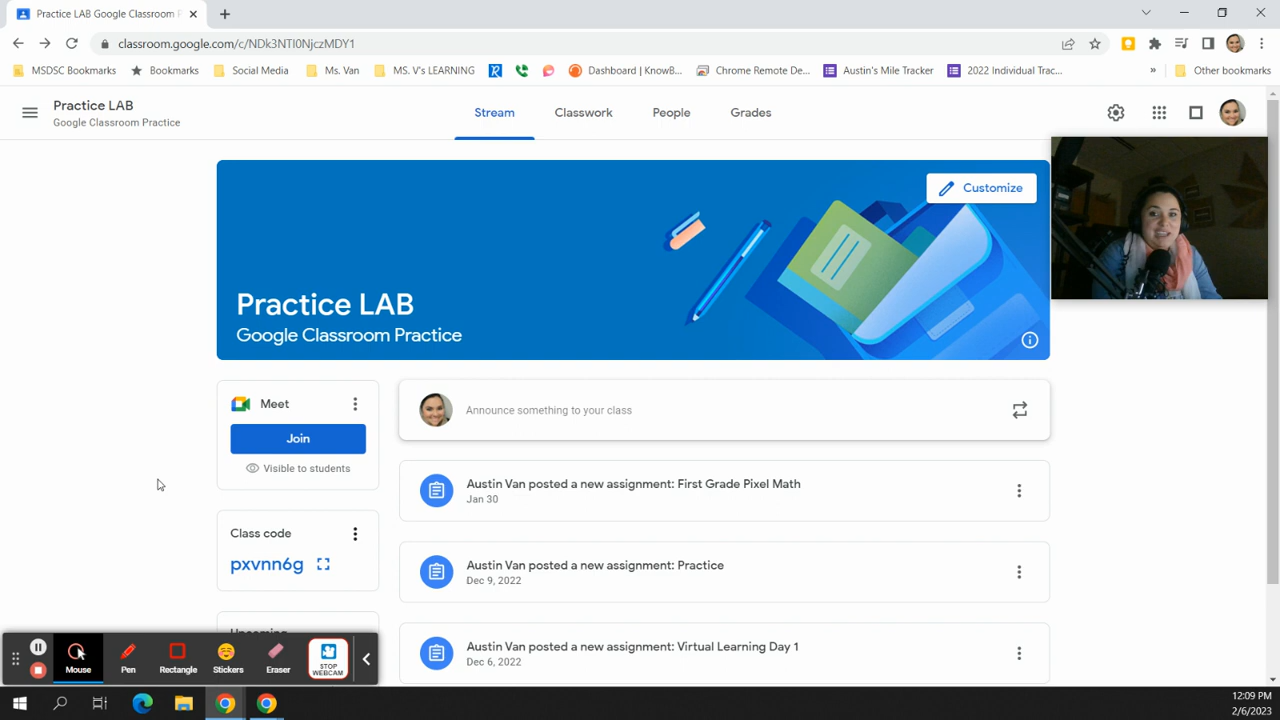 Practice LAB Google Classroom P
classroom.google.com/c/NDk3NTI0NjczMDY1
MSDSC Bookmarks
Bookmarks
Social Media
Ms. Van
MS. V's LEARNING
Dashboard | KnowB...
Chrome Remote De...
Austin's Mile Tracker
2022 Individual Trac...
»
Other bookmarks
Practice LAB
Google Classroom Practice
Stream
Classwork
People
Grades
Customize
Practice LAB
Google Classroom Practice
Meet
Join
Visible to students
Announce something to your class
Austin Van posted a new assignment: First Grade Pixel Math
Jan 30
Class code
pxvnn6g
Austin Van posted a new assignment: Practice
Dec 9, 2022
Upcoming
Austin Van posted a new assignment: Virtual Learning Day 1
Dec 6, 2022
Mouse
Pen
Rectangle
Stickers
Eraser
STOP
WEBCAM
12:09 PM
2/6/2023